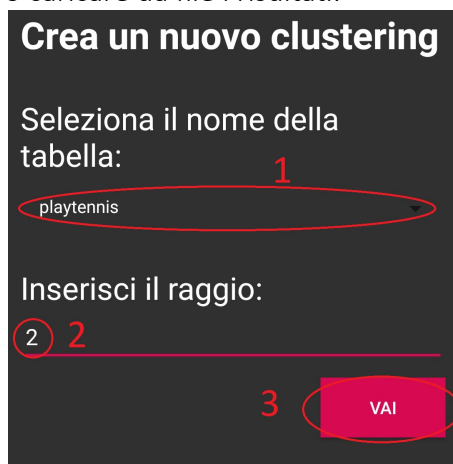 Crea un nuovo clustering
Seleziona il nome della
tabella:
1
playtennis
Inserisci il raggio:
2 2
3 VAI